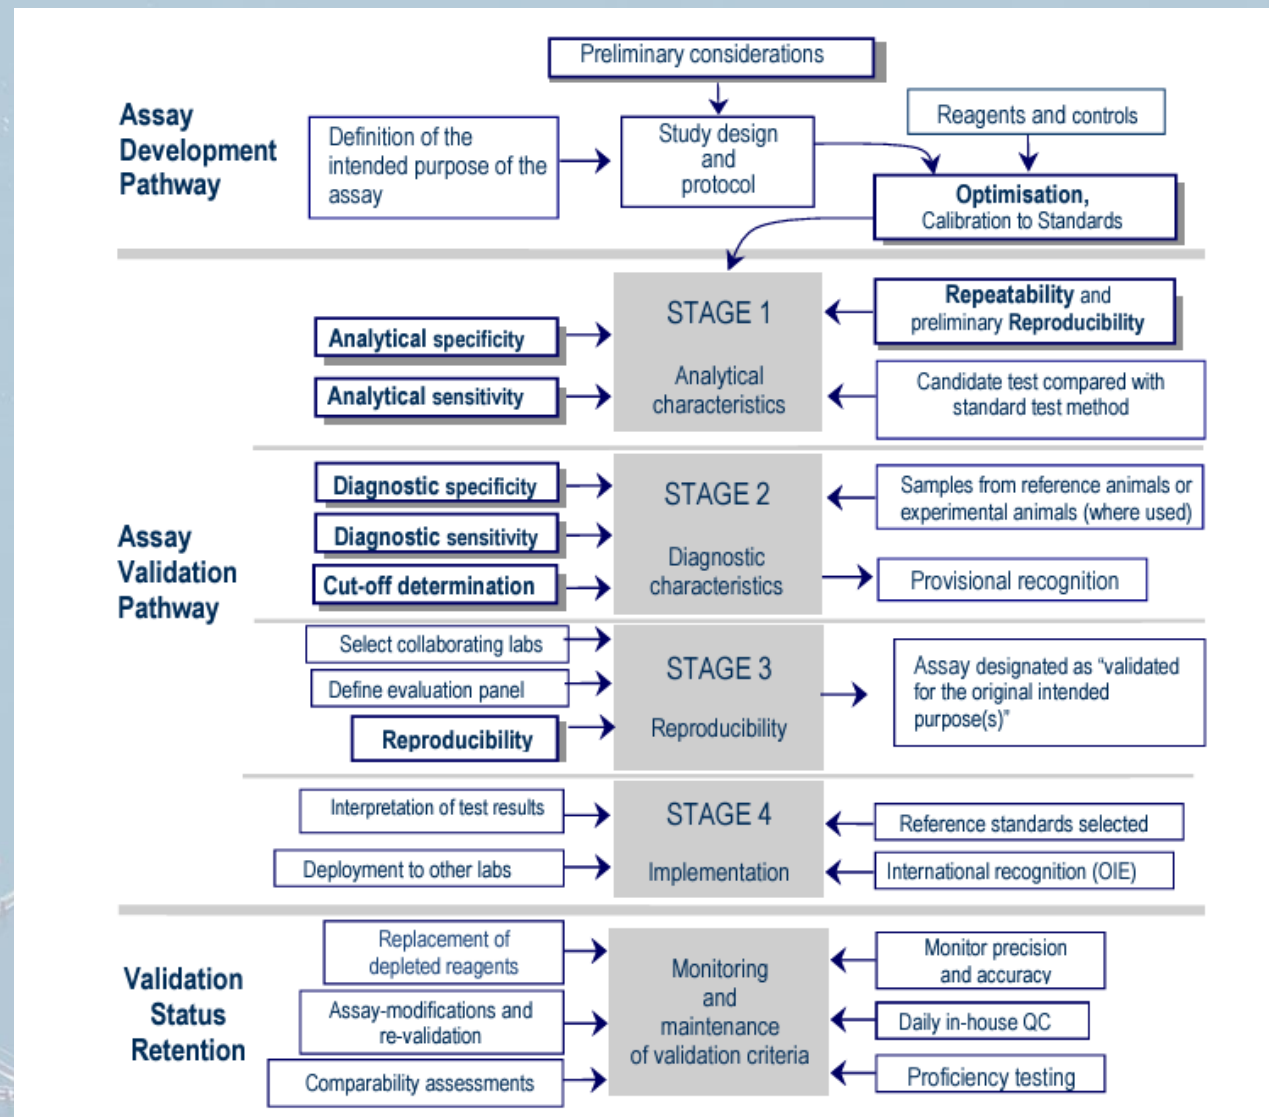 Preliminary considerations
Assay
Development
Pathway
Definition of the
intended purpose of the
assay
Study design
and
protocol
Reagents and controls
Optimisation,
Calibration to Standards
Assay
Validation
Pathway
STAGE 1
Analytical
characteristics
Analytical specificity
Analytical sensitivity
Repeatability and
preliminary Reproducibility
Candidate test compared with
standard test method
STAGE 2
Diagnostic
characteristics
Diagnostic specificity
Diagnostic sensitivity
Cut-off determination
Samples from reference animals or
experimental animals (where used)
Provisional recognition
STAGE 3
Reproducibility
Select collaborating labs
Define evaluation panel
Reproducibility
Assay designated as “validated
for the original intended
purpose(s)”
STAGE 4
Implementation
Interpretation of test results
Deployment to other labs
Reference standards selected
International recognition (OIE)
Validation
Status
Retention
Replacement of
depleted reagents
Assay-modifications and
re-validation
Comparability assessments
Monitoring
and
maintenance
of validation criteria
Monitor precision
and accuracy
Daily in-house QC
Proficiency testing